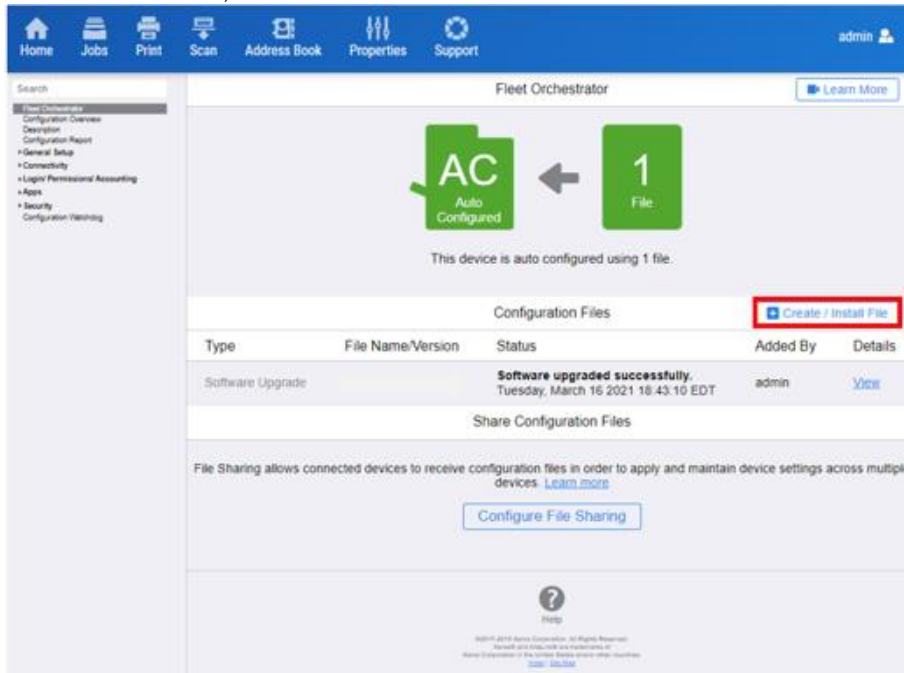 Home Jobs Print Scan Address Book Properties Support admin
Search
Fleet Orchestrator
Configuration Overview
Description
Configuration Report
General Setup
Connectivity
Login/ Permissions/ Accounting
Apps
Security
Configuration Watchdog
Fleet Orchestrator
Learn More
AC
Auto
Configured
1
File
This device is auto configured using 1 file.
Configuration Files
Create / Install File
Type File Name/Version Status Added By Details
Software Upgrade
Software upgraded successfully.
Tuesday, March 16 2021 18:43:10 EDT
admin
View
Share Configuration Files
File Sharing allows connected devices to receive configuration files in order to apply and maintain device settings across multipl
devices. Learn more
Configure File Sharing
Help